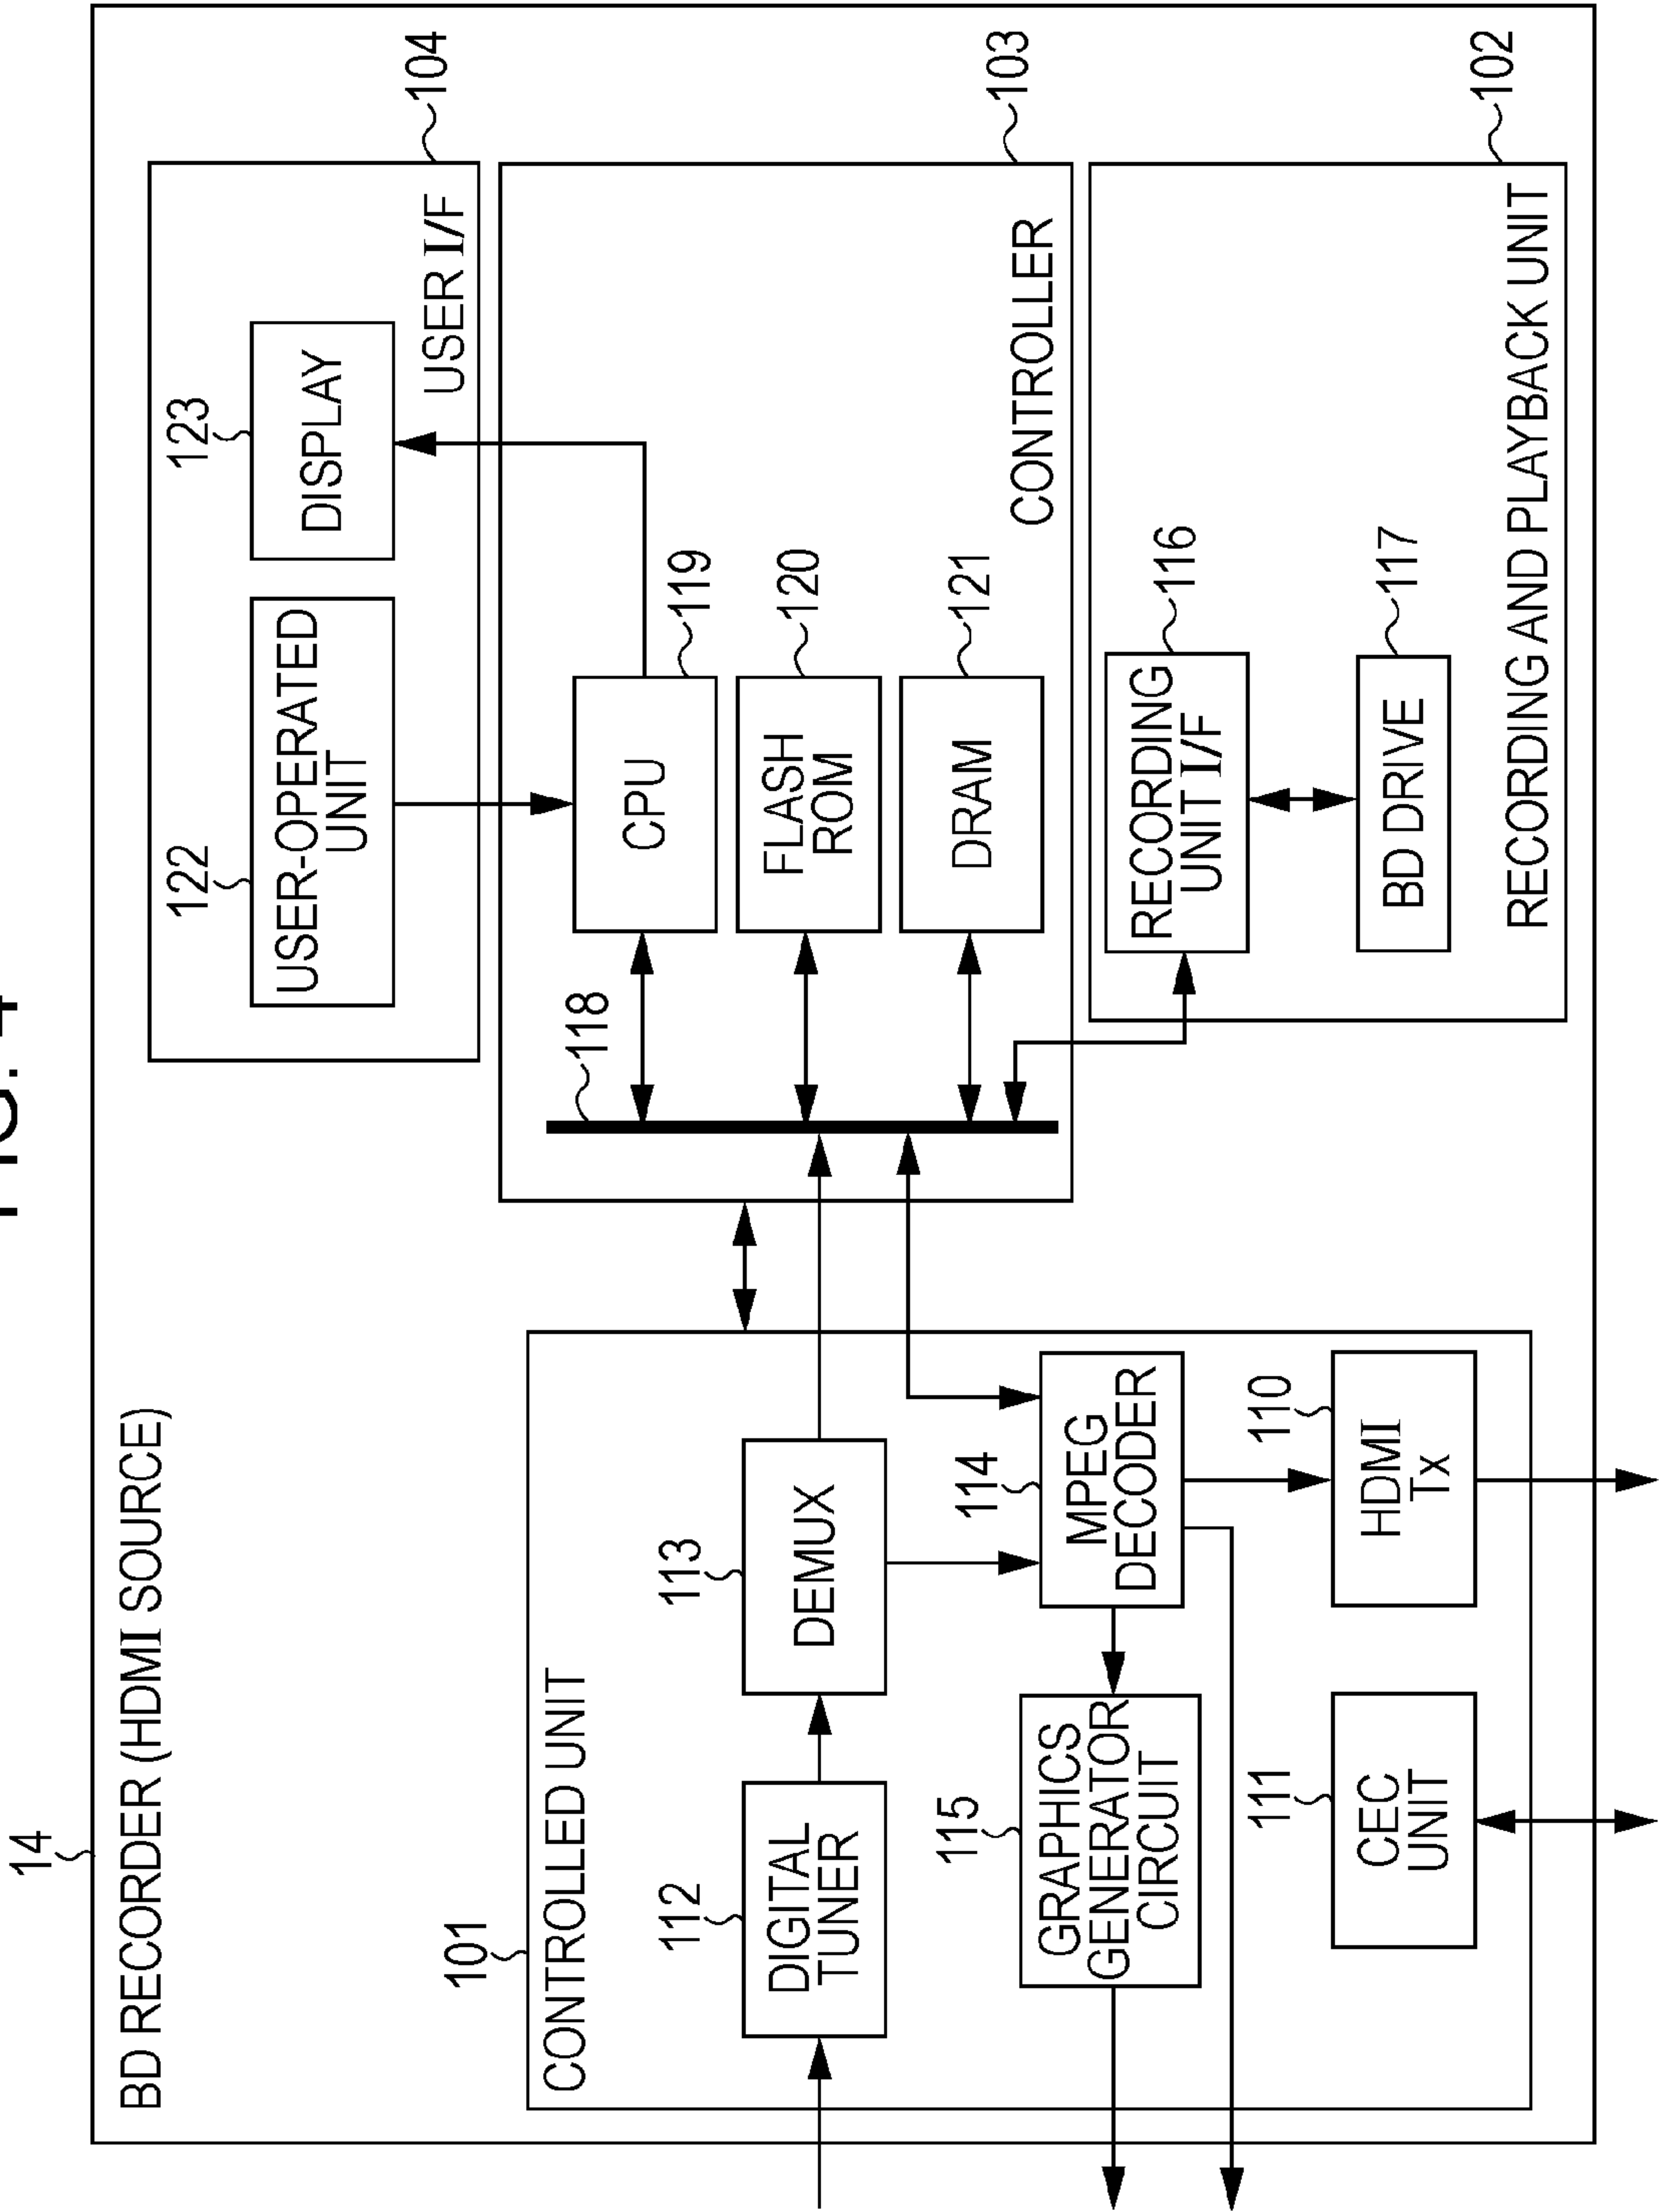 14
BD RECORDER (HDMI SOURCE)
101
CONTROLLED UNIT
112
DIGITAL
TUNER
113
DEMUX
115
GRAPHICS
GENERATOR
CIRCUIT
114
MPEG
DECODER
111
CEC
UNIT
110
HDMI
Tx
122
USER-OPERATED
UNIT
123
DISPLAY
USER I/F
104
118
CPU
119
FLASH
ROM
120
DRAM
121
CONTROLLER
103
RECORDING
UNIT I/F
116
BD DRIVE
117
RECORDING AND PLAYBACK UNIT
102